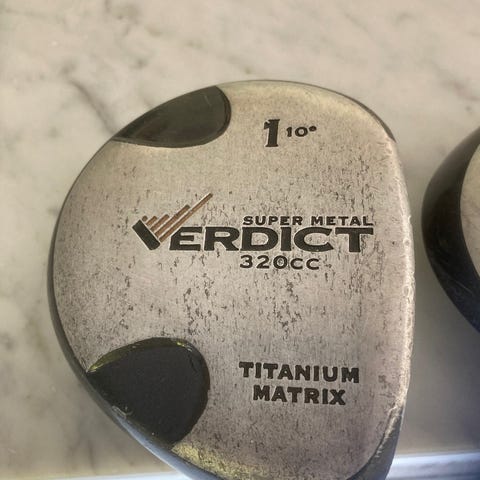 1 10°
SUPER METAL
VERDICT
320cc
TITANIUM
MATRIX